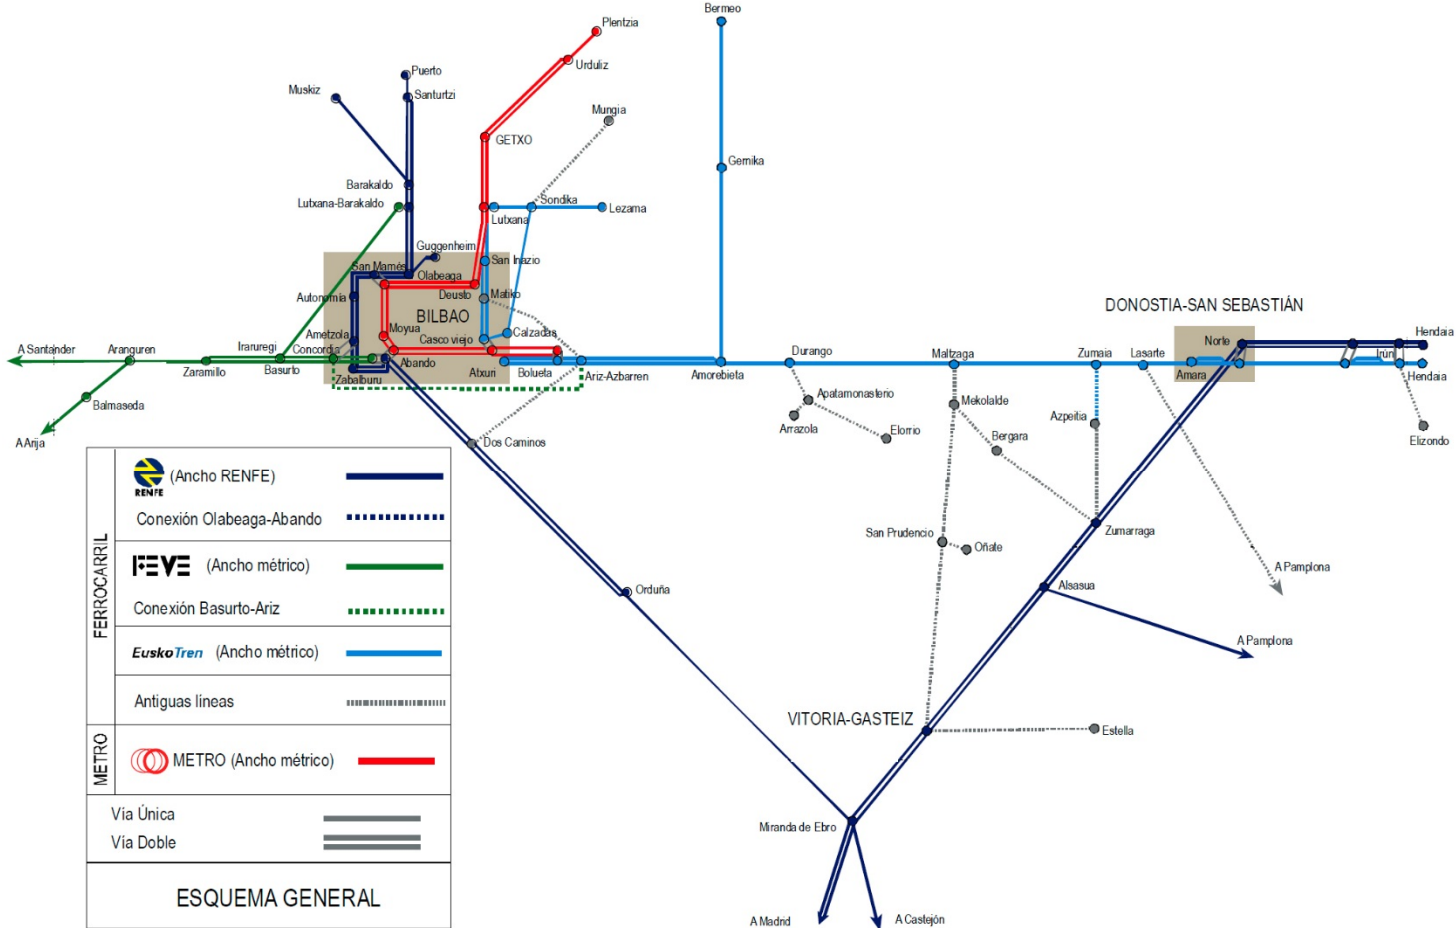 Plentzia
Bermeo
Urduliz
Puerto
Muskiz
Santurtzi
Mungia
GETXO
Gernika
Barakaldo
Lutxana-Barakaldo
Sondika
Lutxana
Lezama
Guggenheim
San Mamés
Olabeaga
San Inazio
Autonomía
Deusto
Matiko
DONOSTIA-SAN SEBASTIÁN
BILBAO
Moyua
Calzadas
Casco viejo
Ametzola
Norte
Hendaia
A Santander
Aranguren
Iraruregi
Concordia
Durango
Maltzaga
Zumaia
Lasarte
Irún
Zaramillo
Basurto
Zabalburu
Abando
Atxuri
Bolueta
Ariz-Azbarren
Amorebieta
Amara
Hendaia
Balmaseda
Apatamonasterio
Mekolalde
Azpeitia
Arrazola
Elorrio
Bergara
Elizondo
A Arija
Dos Caminos
FERROCARRIL
RENFE
(Ancho RENFE)
Conexión Olabeaga-Abando
FEVE (Ancho métrico)
Conexión Basurto-Ariz
EuskoTren (Ancho métrico)
Antiguas líneas
METRO
METRO (Ancho métrico)
Vía Única
Vía Doble
ESQUEMA GENERAL
San Prudencio
Oñate
Zumarraga
A Pamplona
Orduña
Alsasua
A Pamplona
VITORIA-GASTEIZ
Estella
Miranda de Ebro
A Madrid
A Castejón